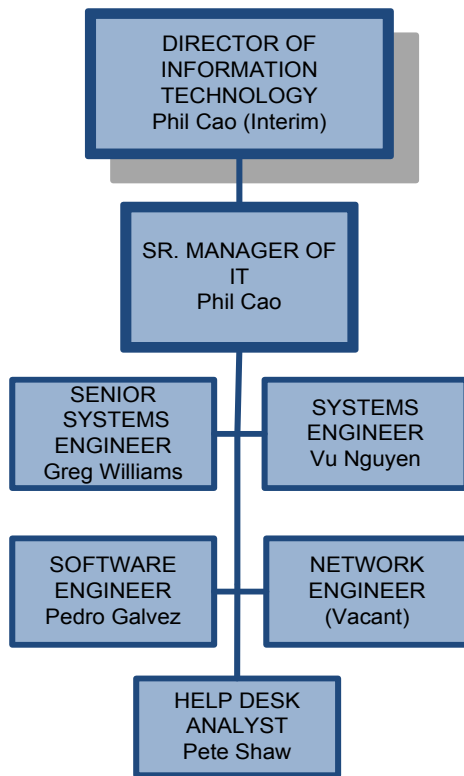 DIRECTOR OF
INFORMATION
TECHNOLOGY
Phil Cao (Interim)
SR. MANAGER OF
IT
Phil Cao
SENIOR
SYSTEMS
ENGINEER
Greg Williams
SYSTEMS
ENGINEER
Vu Nguyen
SOFTWARE
ENGINEER
Pedro Galvez
NETWORK
ENGINEER
(Vacant)
HELP DESK
ANALYST
Pete Shaw